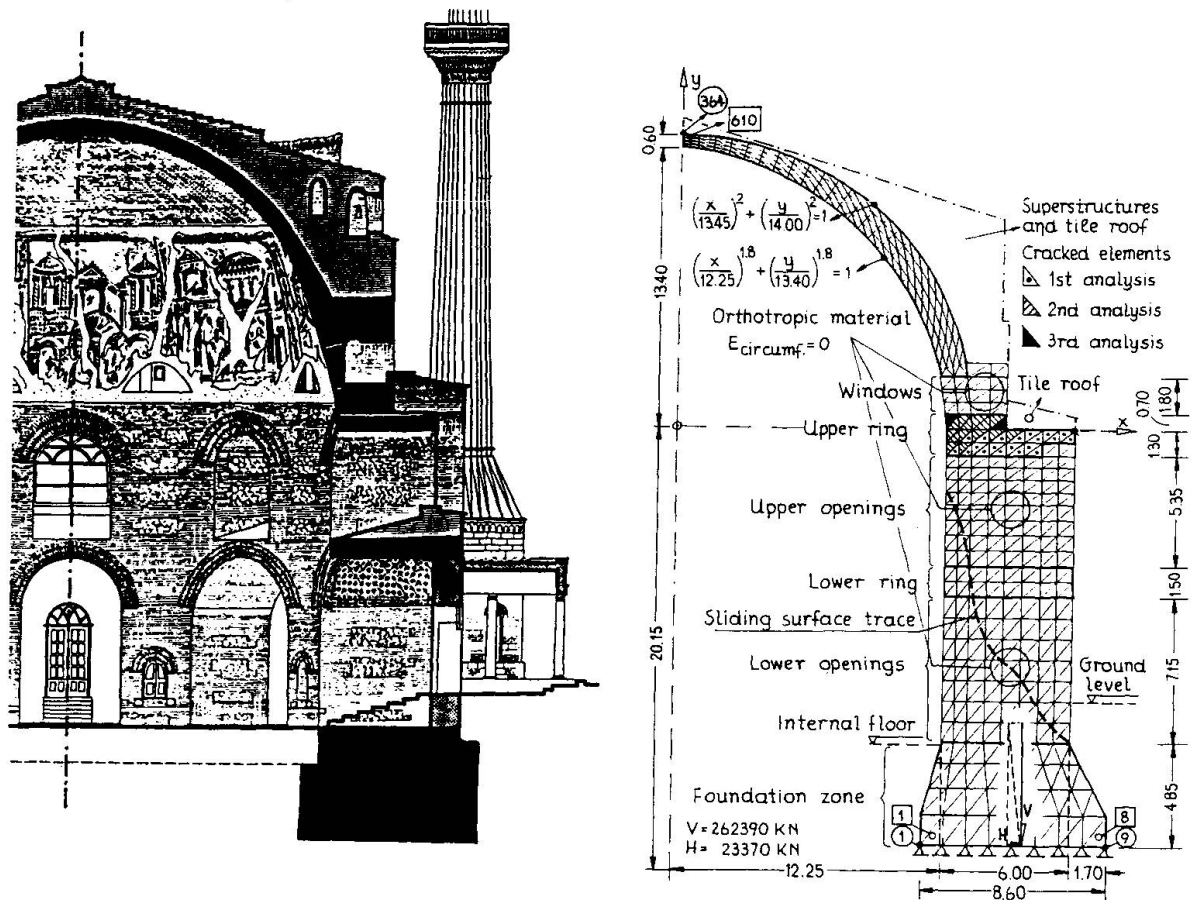 y
364
610
0.60
(x/13.45)² + (y/14.00)² = 1
(x/12.25)^1.8 + (y/13.40)^1.8 = 1
Superstructures
and tile roof
Cracked elements
1st analysis
2nd analysis
3rd analysis
13.40
Orthotropic material
Ecircumf. = 0
Windows
Tile roof
0.70
1.80
x
Upper ring
1.30
Upper openings
5.35
Lower ring
1.50
Sliding surface trace
20.15
Lower openings
Ground
level
7.15
Internal floor
Foundation zone
4.85
V = 262390 KN
H = 23370 KN
1
1
H
V
8
9
12.25
6.00
1.70
8.60